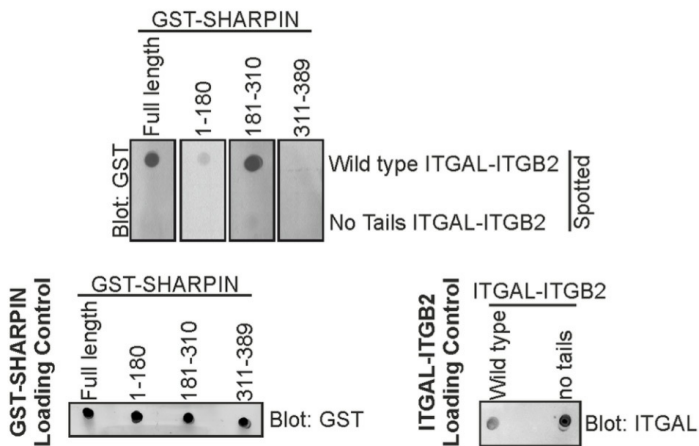 GST-SHARPIN
Full length
1-180
181-310
311-389
Blot: GST
Wild type ITGAL-ITGB2
No Tails ITGAL-ITGB2
Spotted
GST-SHARPIN
Loading Control
GST-SHARPIN
Full length
1-180
181-310
311-389
Blot: GST
ITGAL-ITGB2
Loading Control
ITGAL-ITGB2
Wild type
no tails
Blot: ITGAL